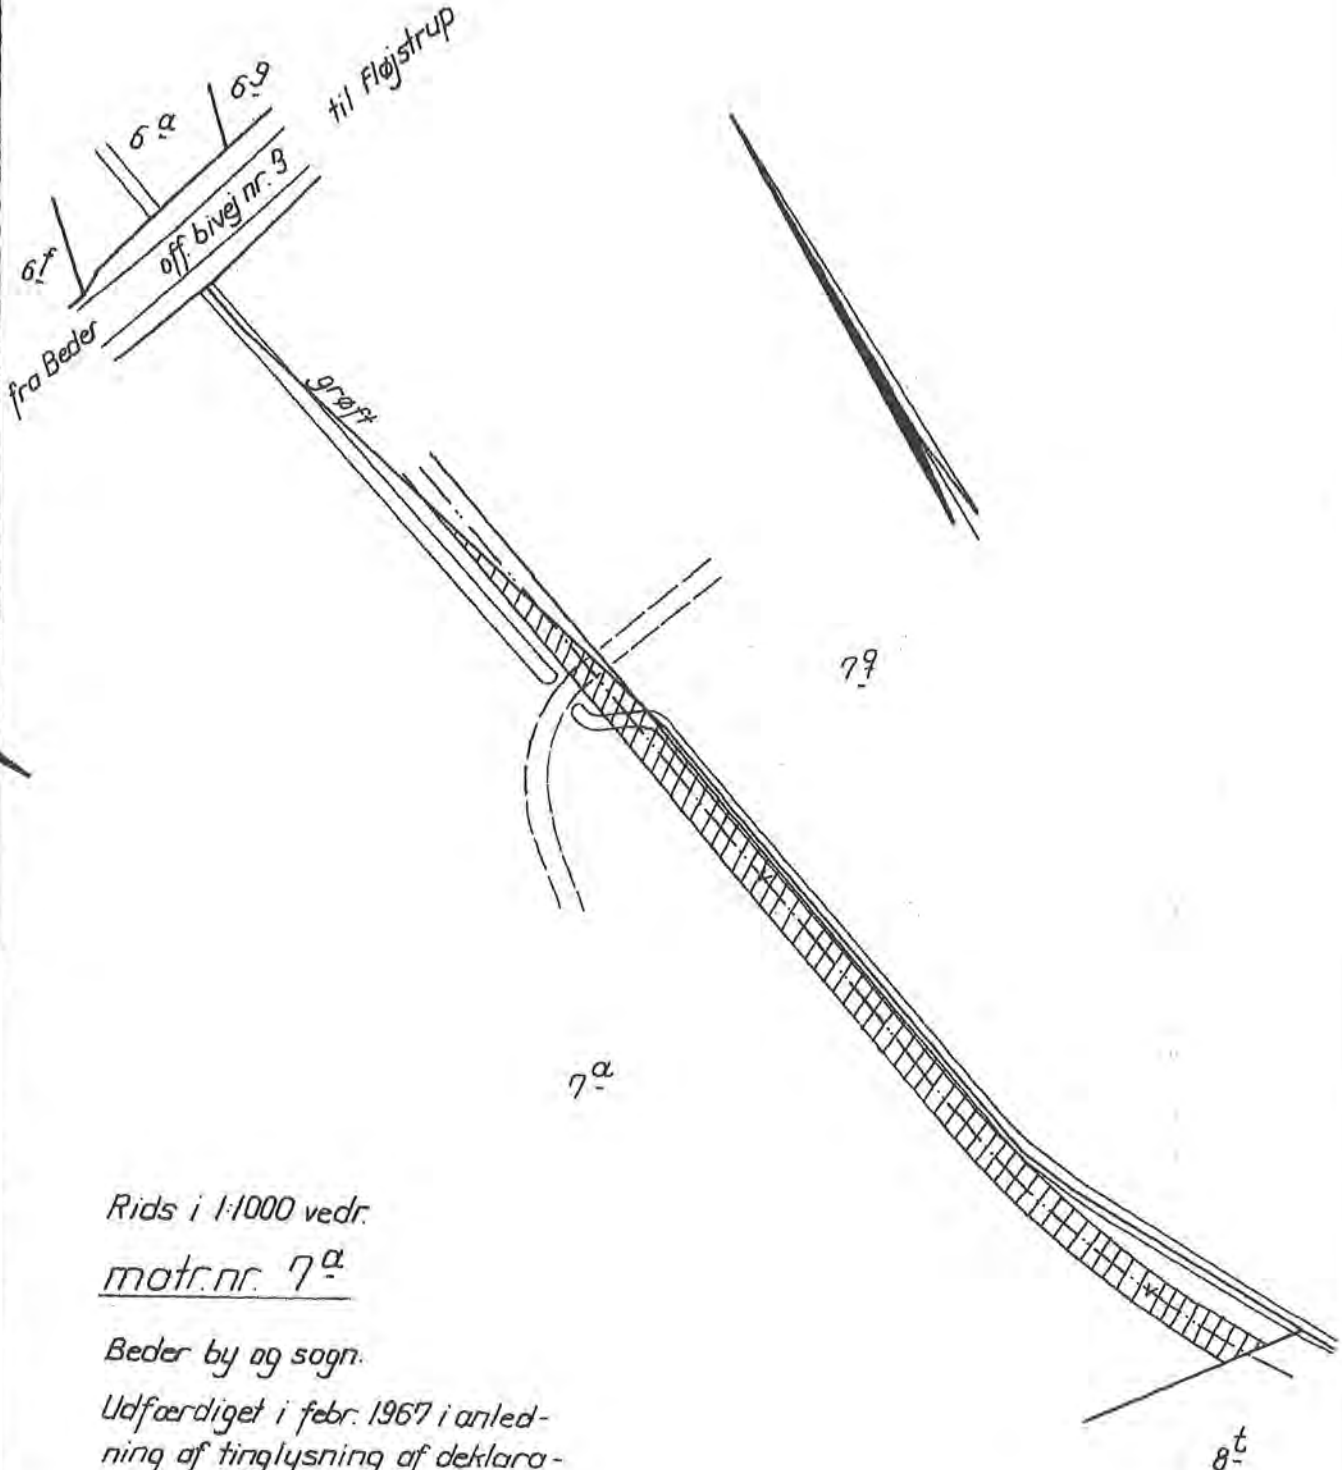 6g
til Fløjstrup
6a
off. bivej nr. 3
6f
fra Beder
grøft
7q
v
7a
v
Rids i 1:1000 vedr.
matr. nr. 7a
Beder by og sogn.
Udfærdiget i febr. 1967 i anled-
ning af tinglysning af deklara-
8t